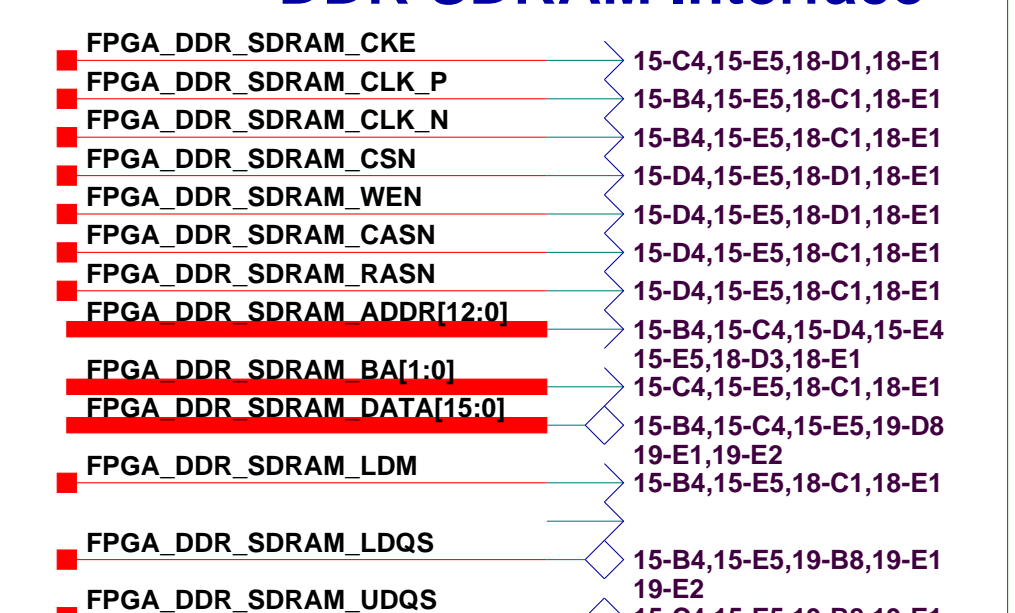 DDR SDRAM Interface
FPGA_DDR_SDRAM_CKE
15-C4,15-E5,18-D1,18-E1
FPGA_DDR_SDRAM_CLK_P
15-B4,15-E5,18-C1,18-E1
FPGA_DDR_SDRAM_CLK_N
15-B4,15-E5,18-C1,18-E1
FPGA_DDR_SDRAM_CSN
15-D4,15-E5,18-D1,18-E1
FPGA_DDR_SDRAM_WEN
15-D4,15-E5,18-D1,18-E1
FPGA_DDR_SDRAM_CASN
15-D4,15-E5,18-C1,18-E1
FPGA_DDR_SDRAM_RASN
15-D4,15-E5,18-C1,18-E1
FPGA_DDR_SDRAM_ADDR[12:0]
15-B4,15-C4,15-D4,15-E4
15-E5,18-D3,18-E1
FPGA_DDR_SDRAM_BA[1:0]
15-C4,15-E5,18-C1,18-E1
FPGA_DDR_SDRAM_DATA[15:0]
15-B4,15-C4,15-E5,19-D8
19-E1,19-E2
FPGA_DDR_SDRAM_LDM
15-B4,15-E5,18-C1,18-E1
FPGA_DDR_SDRAM_LDQS
15-B4,15-E5,19-B8,19-E1
19-E2
FPGA_DDR_SDRAM_UDQS